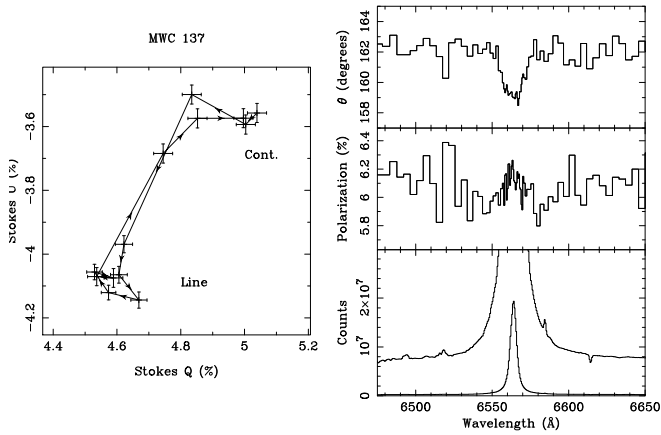 MWC 137
Stokes U (%)
−3.6
−3.8
−4
−4.2
Cont.
Line
4.4
4.6
4.8
5
5.2
Stokes Q (%)
θ (degrees)
164
162
160
158
Polarization (%)
6.4
6.2
6
5.8
Counts
2×10⁷
10⁷
0
6500
6550
6600
6650
Wavelength (Å)